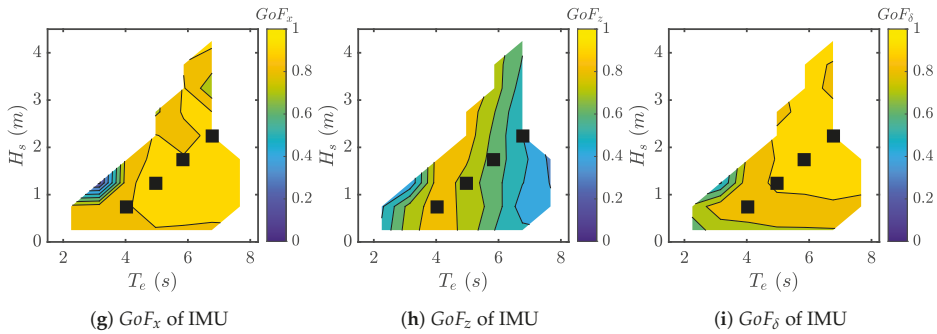 GoF_x GoF_z GoF_δ
4 3 2 1 0
H_s (m)
2 4 6 8
T_e (s)
1 0.8 0.6 0.4 0.2 0
4 3 2 1 0
H_s (m)
2 4 6 8
T_e (s)
1 0.8 0.6 0.4 0.2 0
4 3 2 1 0
H_s (m)
2 4 6 8
T_e (s)
1 0.8 0.6 0.4 0.2 0
(g) GoF_x of IMU
(h) GoF_z of IMU
(i) GoF_δ of IMU